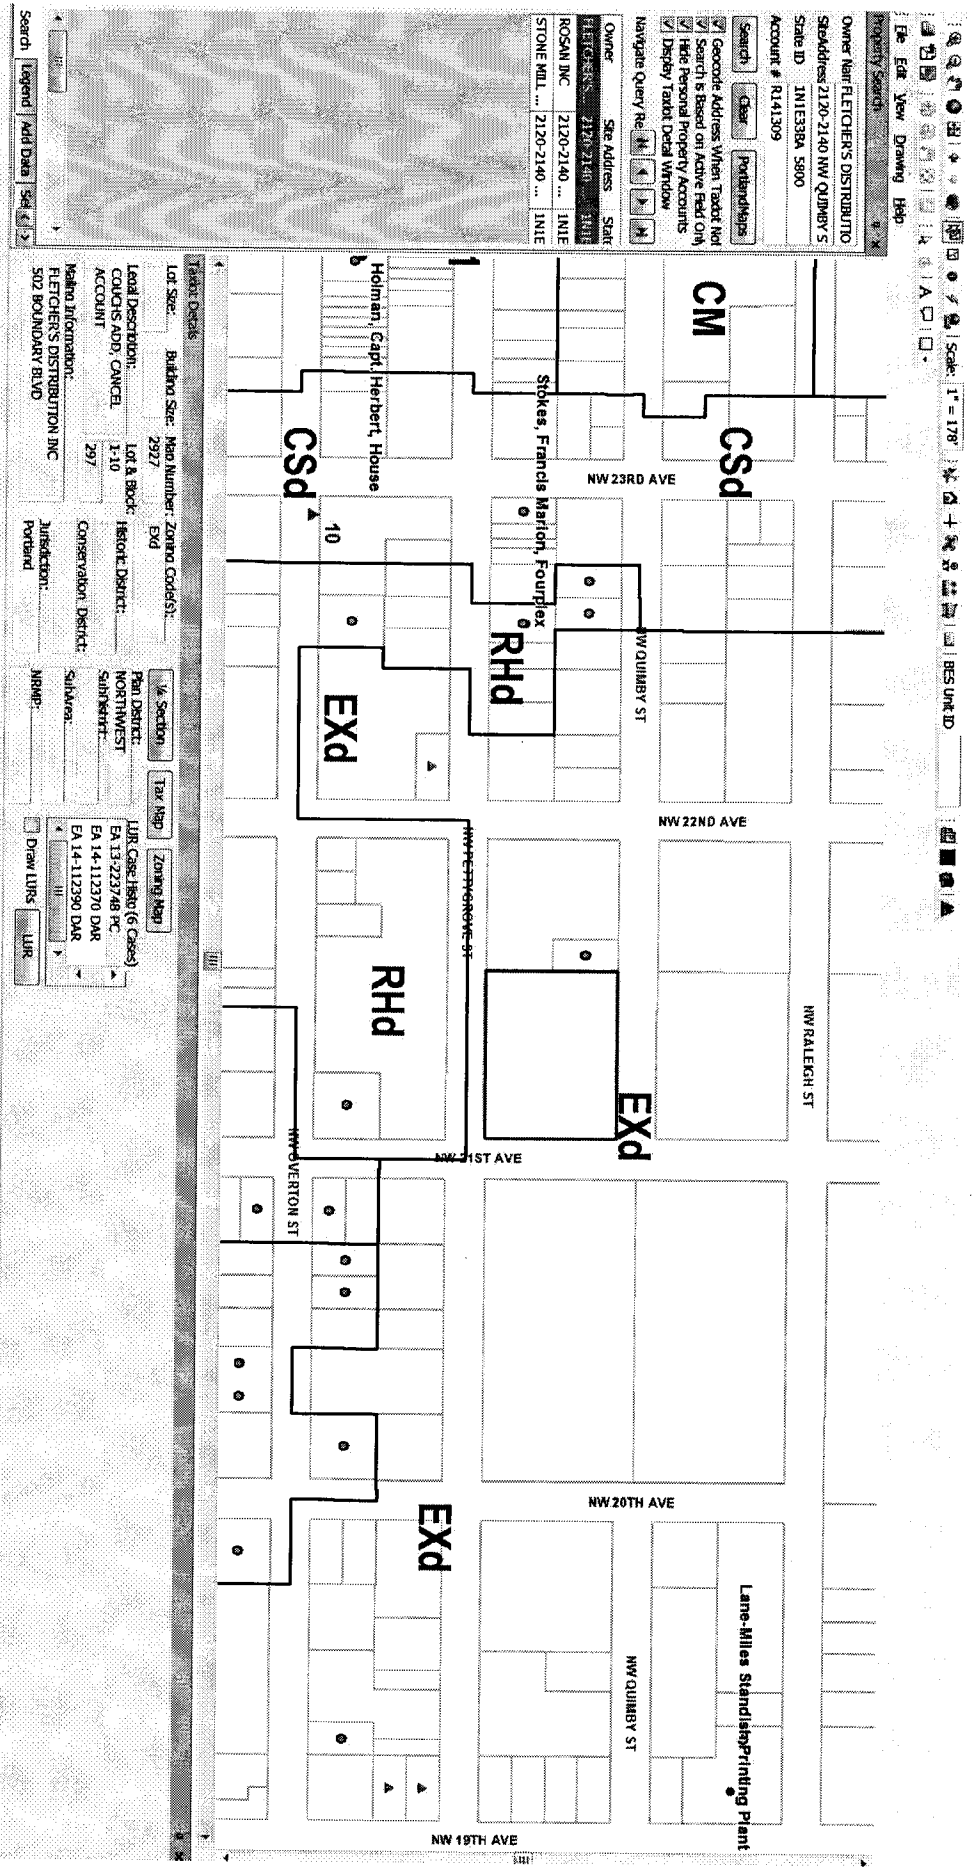 Scale: 1" = 178'
BES Unit ID
File Edit View Drawing Help
Property Search
Owner Nam FLETCHER'S DISTRIBUTIO
SiteAddress 2120-2140 NW QUIMBY S
State ID 1N1E33BA 5800
Account # R141309
Search Clear PortlandMaps
Geocode Address When Taxlot Not
Search is Based on Active Field (Onl
Hide Personal Property Accounts
Display Taxlot Detail Window
Navigate Query Re
Owner Site Address Stat
FLETCHER'S ... 2120-2140 ... 1N1E
ROSAN INC 2120-2140 ... 1N1E
STONE MILL ... 2120-2140 ... 1N1E
Search Legend Add Data Sel
CM
CSd
NW 23RD AVE
Stokes, Francis Marion, Fourplex
1
Holman, Capt. Herbert, House
CSd
10
NW QUIMBY ST
RHd
EXd
NW 22ND AVE
NW PETTYGROVE ST
RHd
NW RALEIGH ST
EXd
NW 21ST AVE
NW OVERTON ST
NW 20TH AVE
EXd
Lane-Miles Standish Printing Plant
NW QUIMBY ST
NW 19TH AVE
Taxlot Details
Lot Size: Building Size: Map Number: Zoning Code(s):
2927 EXd
Legal Description: Lot & Block: Historic District:
COUCHS ADD, CANCEL ACCOUNT
1-10
297
Conservation District:
Mailing Information:
FLETCHER'S DISTRIBUTION INC
502 BOUNDARY BLVD
Jurisdiction:
Portland
¼ Section Tax Map Zoning Map
Plan District:
NORTHWEST
SubDistrict:
SubArea:
NRMP:
LUR Case Histo (6 Cases)
EA 13-223748 PC
EA 14-112370 DAR
EA 14-112390 DAR
Draw LURs LUR